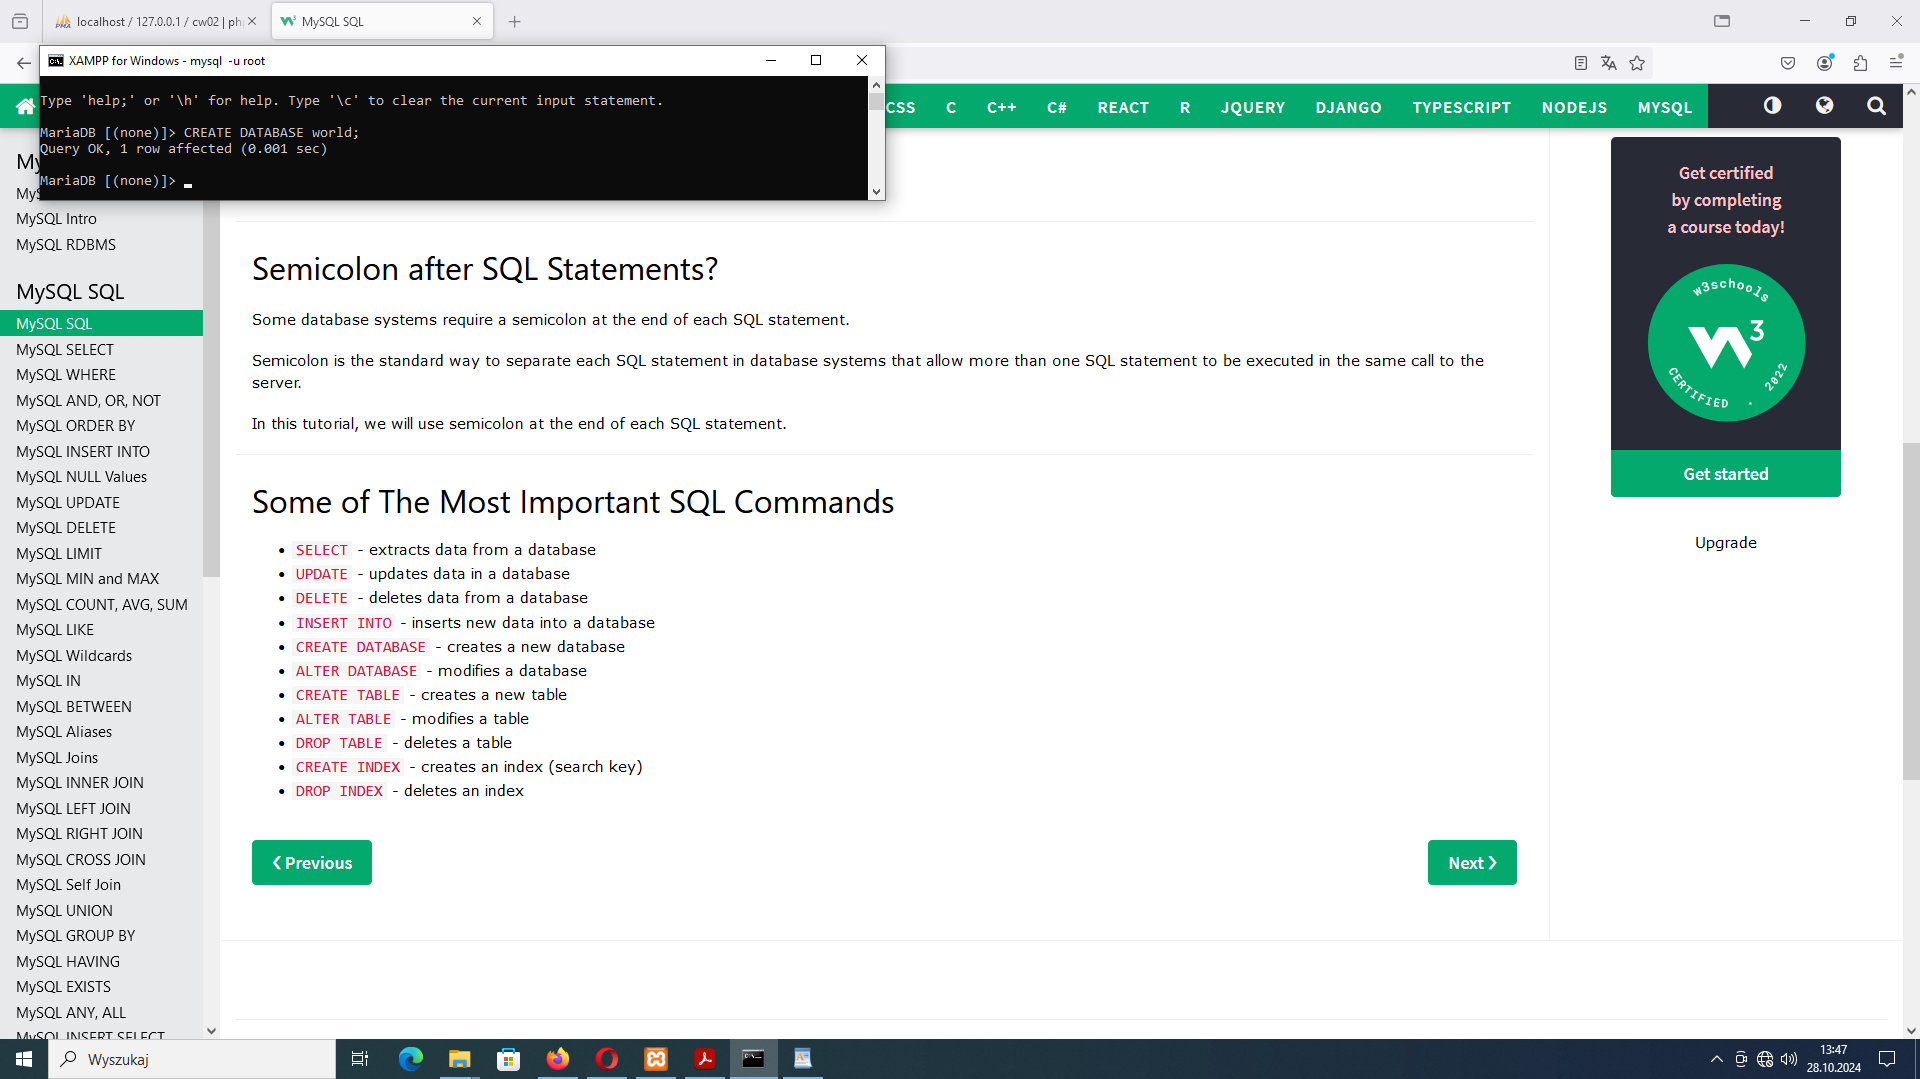 localhost / 127.0.0.1 / cw02 | ph
MySQL SQL
XAMPP for Windows - mysql -u root
Type 'help;' or '\h' for help. Type '\c' to clear the current input statement.
MariaDB [(none)]> CREATE DATABASE world;
Query OK, 1 row affected (0.001 sec)
MariaDB [(none)]>
CSS
C
C++
C#
REACT
R
JQUERY
DJANGO
TYPESCRIPT
NODEJS
MYSQL
My
My
MySQL Intro
MySQL RDBMS
MySQL SQL
MySQL SQL
MySQL SELECT
MySQL WHERE
MySQL AND, OR, NOT
MySQL ORDER BY
MySQL INSERT INTO
MySQL NULL Values
MySQL UPDATE
MySQL DELETE
MySQL LIMIT
MySQL MIN and MAX
MySQL COUNT, AVG, SUM
MySQL LIKE
MySQL Wildcards
MySQL IN
MySQL BETWEEN
MySQL Aliases
MySQL Joins
MySQL INNER JOIN
MySQL LEFT JOIN
MySQL RIGHT JOIN
MySQL CROSS JOIN
MySQL Self Join
MySQL UNION
MySQL GROUP BY
MySQL HAVING
MySQL EXISTS
MySQL ANY, ALL
MySQL INSERT SELECT
Semicolon after SQL Statements?
Some database systems require a semicolon at the end of each SQL statement.
Semicolon is the standard way to separate each SQL statement in database systems that allow more than one SQL statement to be executed in the same call to the
server.
In this tutorial, we will use semicolon at the end of each SQL statement.
Some of The Most Important SQL Commands
• SELECT - extracts data from a database
• UPDATE - updates data in a database
• DELETE - deletes data from a database
• INSERT INTO - inserts new data into a database
• CREATE DATABASE - creates a new database
• ALTER DATABASE - modifies a database
• CREATE TABLE - creates a new table
• ALTER TABLE - modifies a table
• DROP TABLE - deletes a table
• CREATE INDEX - creates an index (search key)
• DROP INDEX - deletes an index
❮ Previous
Next ❯
Get certified
by completing
a course today!
w3schools
W3
CERTIFIED . 2022
Get started
Upgrade
Wyszukaj
13:47
28.10.2024